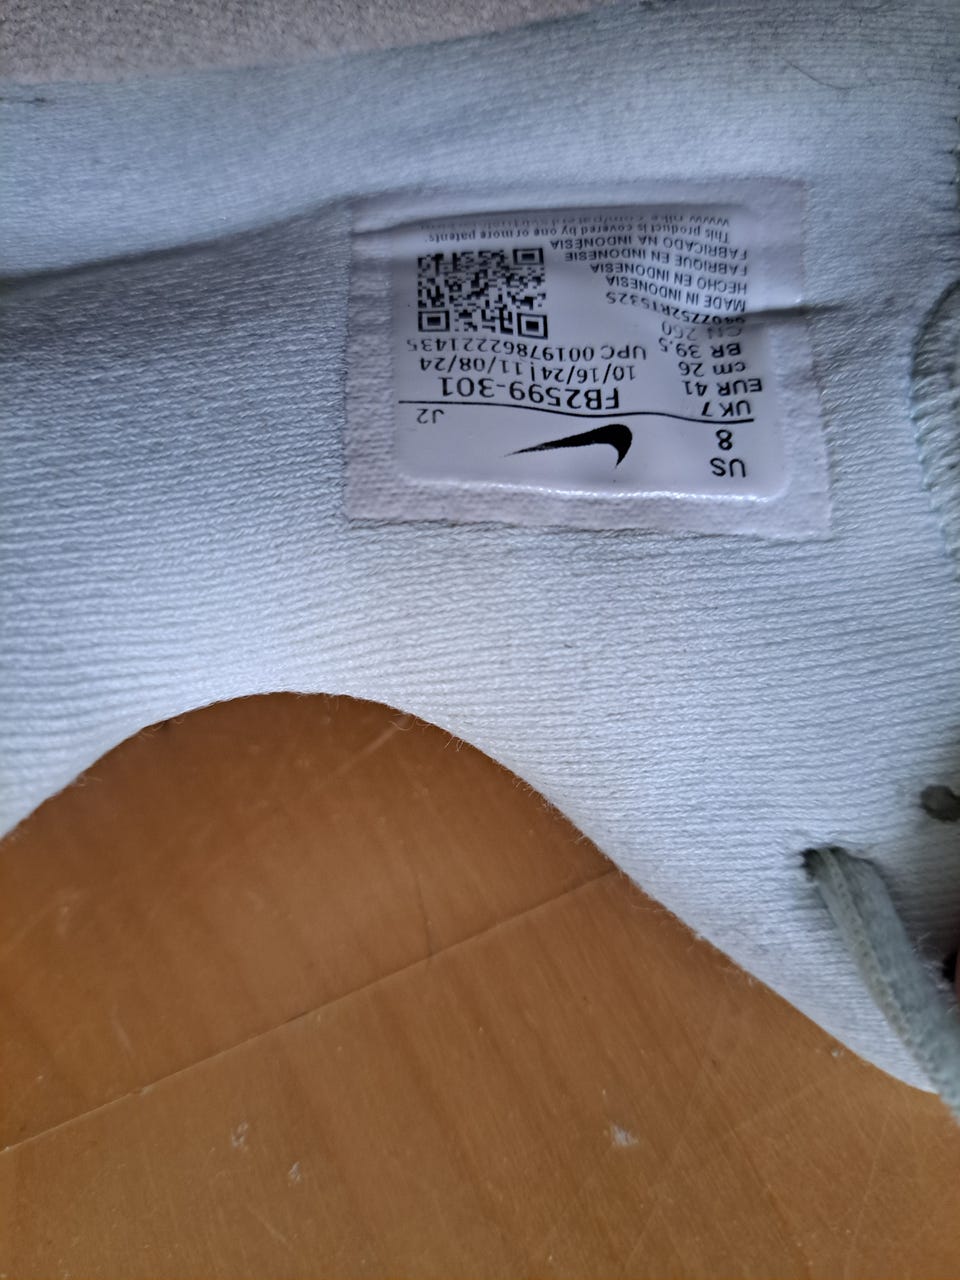 US
8
UK 7
EUR 41
cm 26
BR 39.5
CN 260
J2
FB2599-301
10/16/24 | 11/08/24
UPC 00197862221435
MADE IN INDONESIA
HECHO EN INDONESIA
FABRIQUE EN INDONESIE
FABRICADO NA INDONÉSIA
This product is covered by one or more patents.